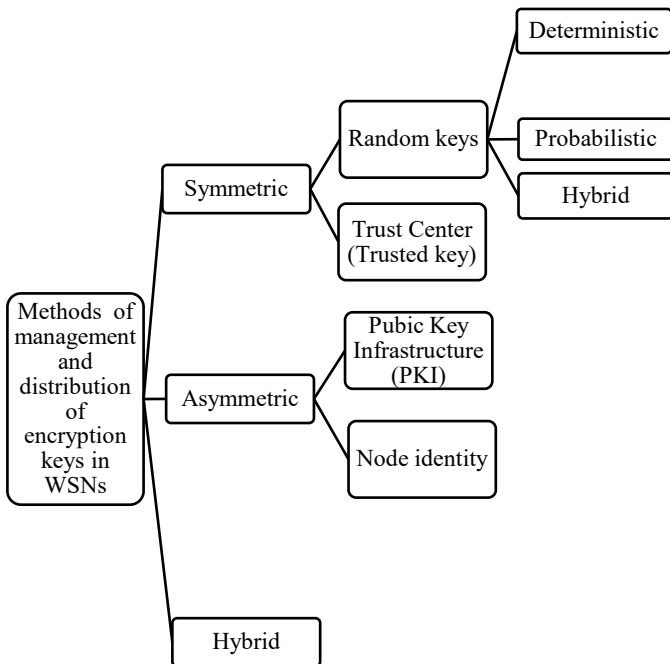 Deterministic
Random keys
Probabilistic
Symmetric
Hybrid
Trust Center
(Trusted key)
Methods of
management
and
distribution
of
encryption
keys in
WSNs
Pubic Key
Infrastructure
(PKI)
Asymmetric
Node identity
Hybrid